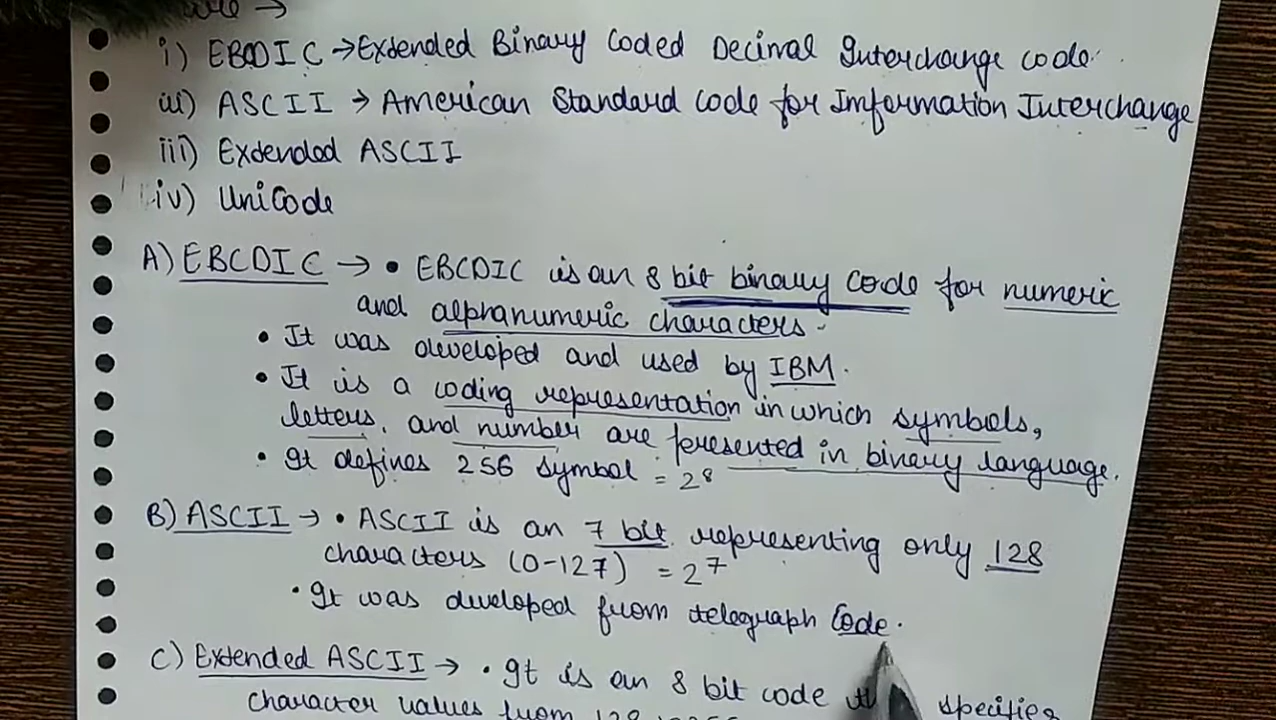 i) EBCDIC → Extended Binary Coded Decimal Interchange code.
ii) ASCII → American Standard Code for Information Interchange
iii) Extended ASCII
iv) UniCode
A) EBCDIC → • EBCDIC is an 8 bit binary code for numeric
and alphanumeric characters.
• It was developed and used by IBM.
• It is a coding representation in which symbols,
letters, and number are peresented in binary language.
• It defines 256 symbol = 2⁸
B) ASCII → • ASCII is an 7 bit representing only 128
characters (0-127) = 2⁷
• It was developed from telegraph Code.
C) Extended ASCII → • It is an 8 bit code specifies
character values from 128